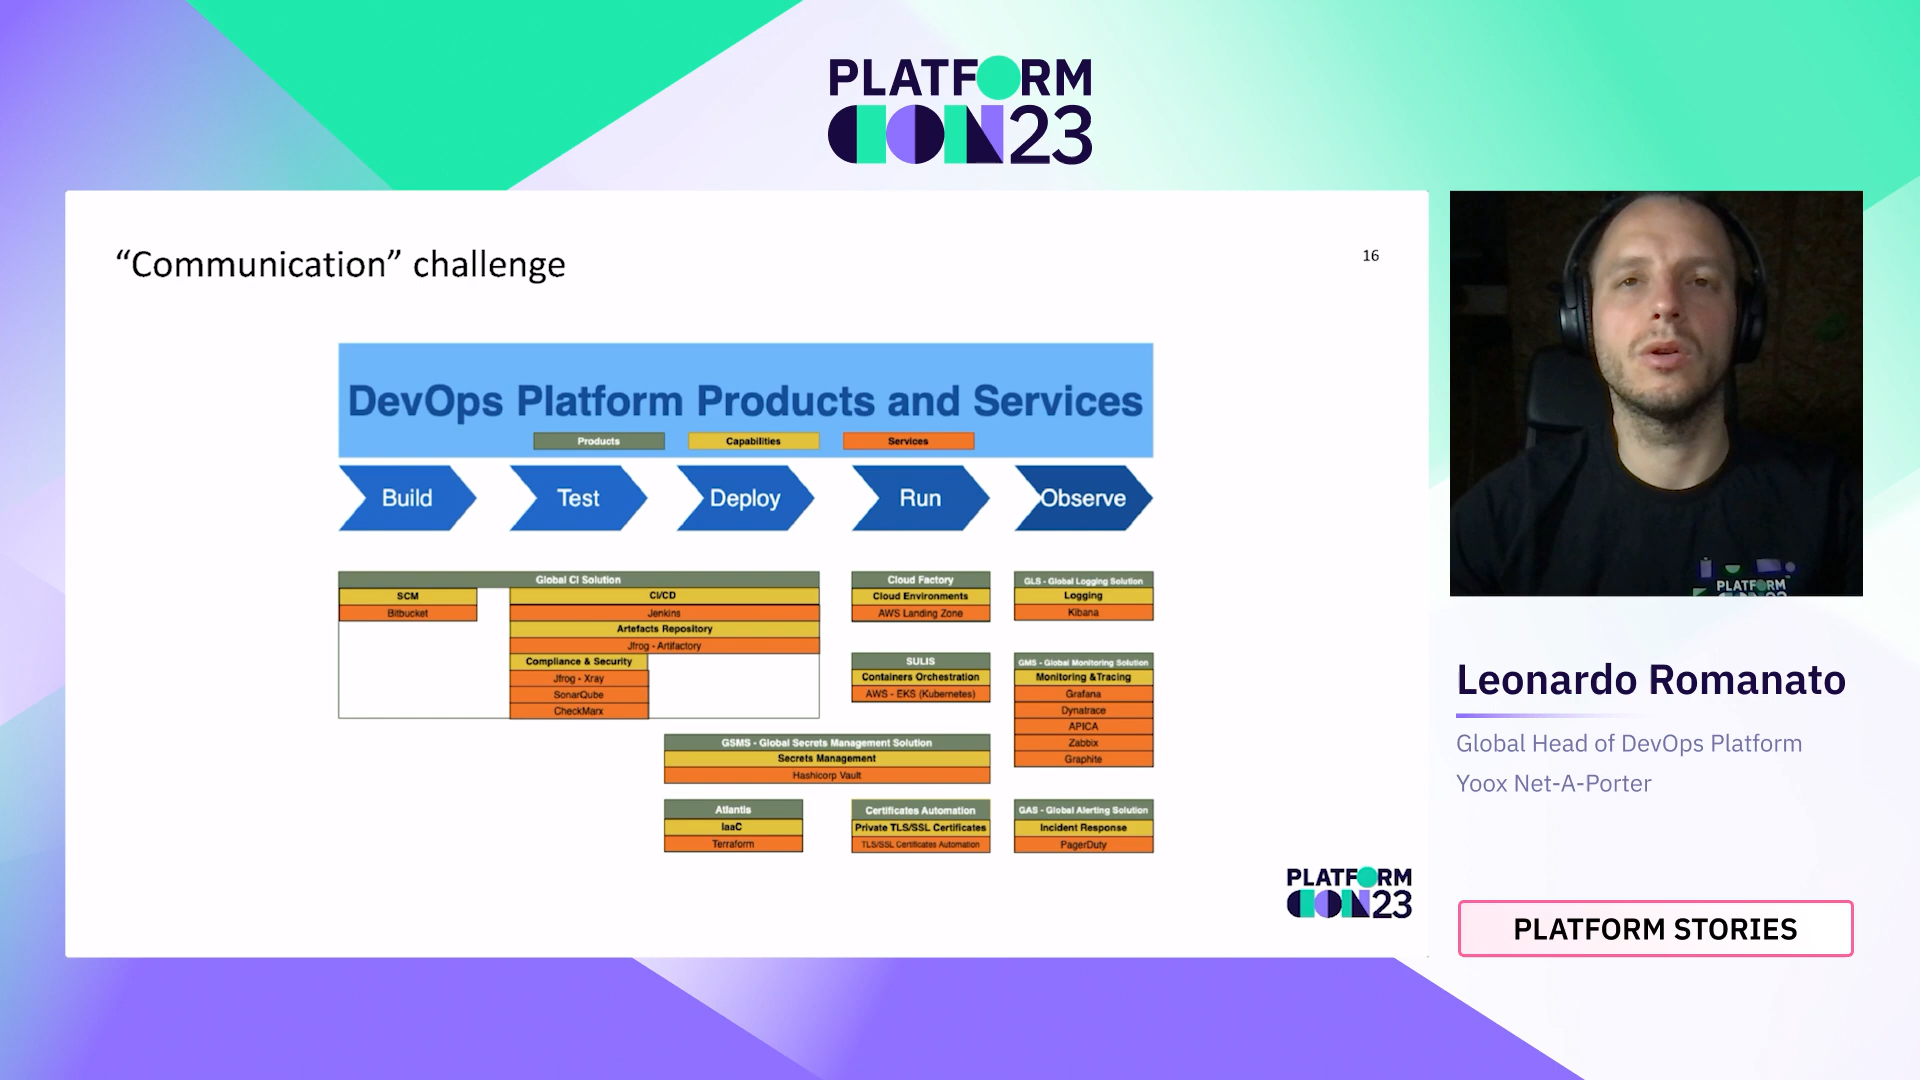 PLATFORM
CON23
“Communication” challenge
16
DevOps Platform Products and Services
Products
Capabilities
Services
Build
Test
Deploy
Run
Observe
Global CI Solution
SCM
Bitbucket
CI/CD
Jenkins
Artefacts Repository
Jfrog - Artifactory
Compliance & Security
Jfrog - Xray
SonarQube
CheckMarx
Cloud Factory
Cloud Environments
AWS Landing Zone
GLS - Global Logging Solution
Logging
Kibana
SULIS
Containers Orchestration
AWS - EKS (Kubernetes)
GMS - Global Monitoring Solution
Monitoring &Tracing
Grafana
Dynatrace
APICA
Zabbix
Graphite
GSMS - Global Secrets Management Solution
Secrets Management
Hashicorp Vault
Atlantis
IaaC
Terraform
Certificates Automation
Private TLS/SSL Certificates
TLS/SSL Certificates Automation
GAS - Global Alerting Solution
Incident Response
PagerDuty
PLATFORM
CON23
PLATFORM
Leonardo Romanato
Global Head of DevOps Platform
Yoox Net-A-Porter
PLATFORM STORIES